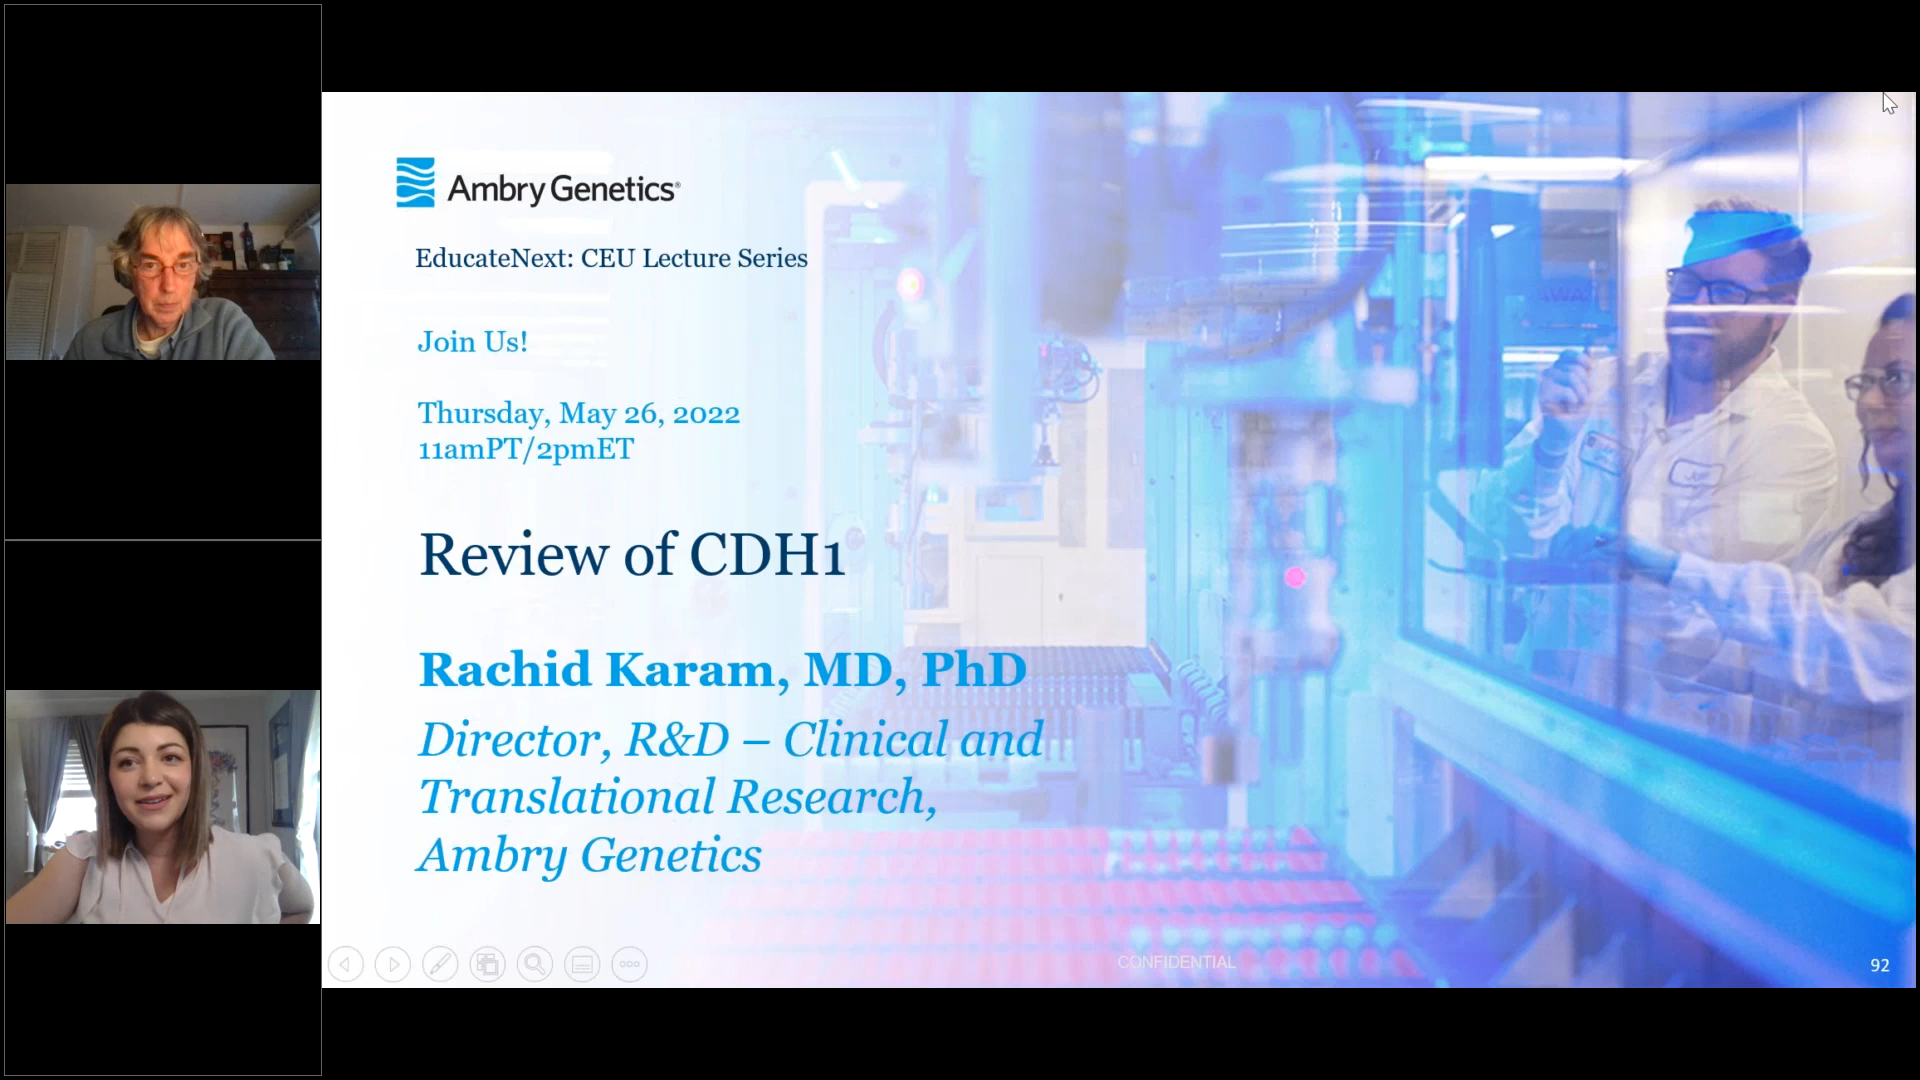 Ambry Genetics®
EducateNext: CEU Lecture Series
Join Us!
Thursday, May 26, 2022
11amPT/2pmET
Review of CDH1
Rachid Karam, MD, PhD
Director, R&D – Clinical and
Translational Research,
Ambry Genetics
CONFIDENTIAL
92